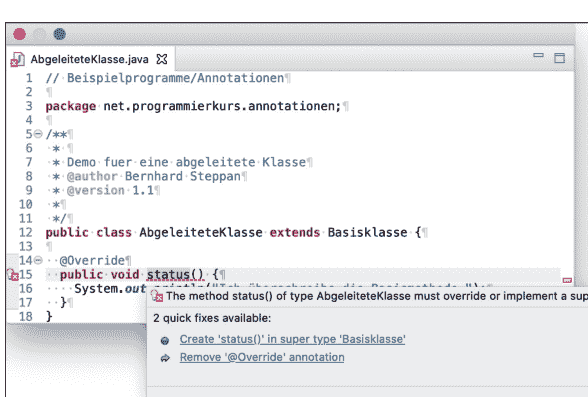 AbgeleiteteKlasse.java
1 // Beispielprogramme/Annotationen¶
2 ¶
3 package net.programmierkurs.annotationen;¶
4 ¶
5 /**¶
6 * ¶
7 * Demo fuer eine abgeleitete Klasse¶
8 * @author Bernhard Steppan¶
9 * @version 1.1¶
10 *¶
11 */¶
12 public class AbgeleiteteKlasse extends Basisklasse {¶
13 ¶
14 @Override¶
15 public void status() {¶
16 System.out
17 }¶
18 }
The method status() of type AbgeleiteteKlasse must override or implement a sup
2 quick fixes available:
Create 'status()' in super type 'Basisklasse'
Remove '@Override' annotation